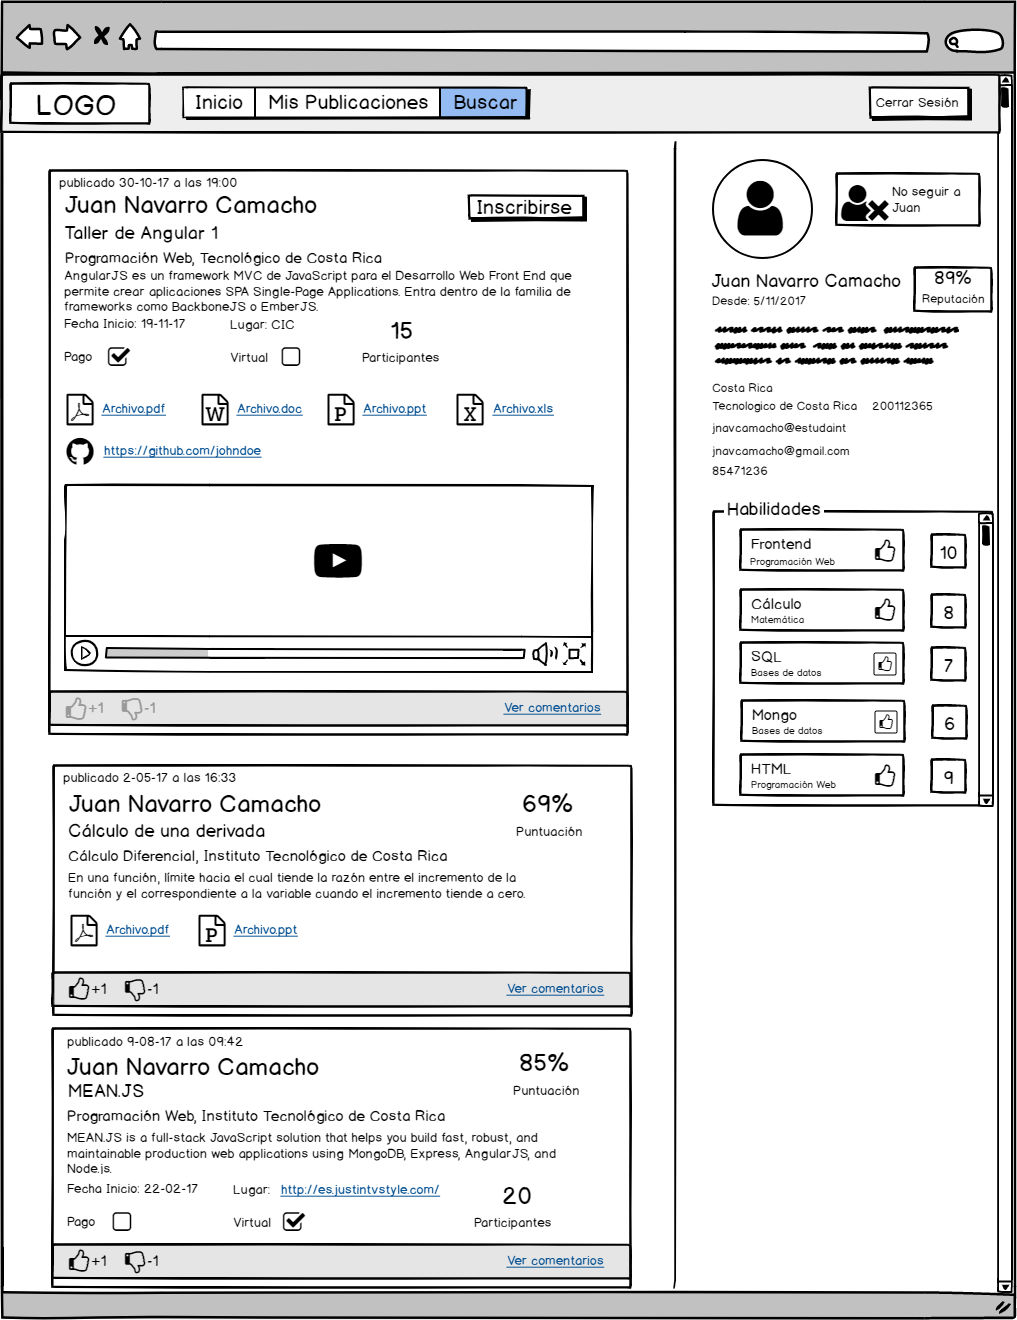 LOGO
Inicio
Mis Publicaciones
Buscar
Cerrar Sesión
publicado 30-10-17 a las 19:00
Juan Navarro Camacho
Inscribirse
Taller de Angular 1
Programación Web, Tecnológico de Costa Rica
AngularJS es un framework MVC de JavaScript para el Desarrollo Web Front End que
permite crear aplicaciones SPA Single-Page Applications. Entra dentro de la familia de
frameworks como BackboneJS o EmberJS.
Fecha Inicio: 19-11-17
Lugar: CIC
15
Pago
Virtual
Participantes
Archivo.pdf
W
Archivo.doc
P
Archivo.ppt
X
Archivo.xls
https://github.com/johndoe
+1
-1
Ver comentarios
publicado 2-05-17 a las 16:33
Juan Navarro Camacho
69%
Cálculo de una derivada
Puntuación
Cálculo Diferencial, Instituto Tecnológico de Costa Rica
En una función, límite hacia el cual tiende la razón entre el incremento de la
función y el correspondiente a la variable cuando el incremento tiende a cero.
Archivo.pdf
P
Archivo.ppt
+1
-1
Ver comentarios
publicado 9-08-17 a las 09:42
Juan Navarro Camacho
85%
MEAN.JS
Puntuación
Programación Web, Instituto Tecnológico de Costa Rica
MEAN.JS is a full-stack JavaScript solution that helps you build fast, robust, and
maintainable production web applications using MongoDB, Express, AngularJS, and
Node.js.
Fecha Inicio: 22-02-17
Lugar:
http://es.justintvstyle.com/
20
Pago
Virtual
Participantes
+1
-1
Ver comentarios
No seguir a
Juan
Juan Navarro Camacho
89%
Desde: 5/11/2017
Reputación
Costa Rica
Tecnologico de Costa Rica
200112365
jnavcamacho@estudaint
jnavcamacho@gmail.com
85471236
Habilidades
Frontend
Programación Web
10
Cálculo
Matemática
8
SQL
Bases de datos
7
Mongo
Bases de datos
6
HTML
Programación Web
9